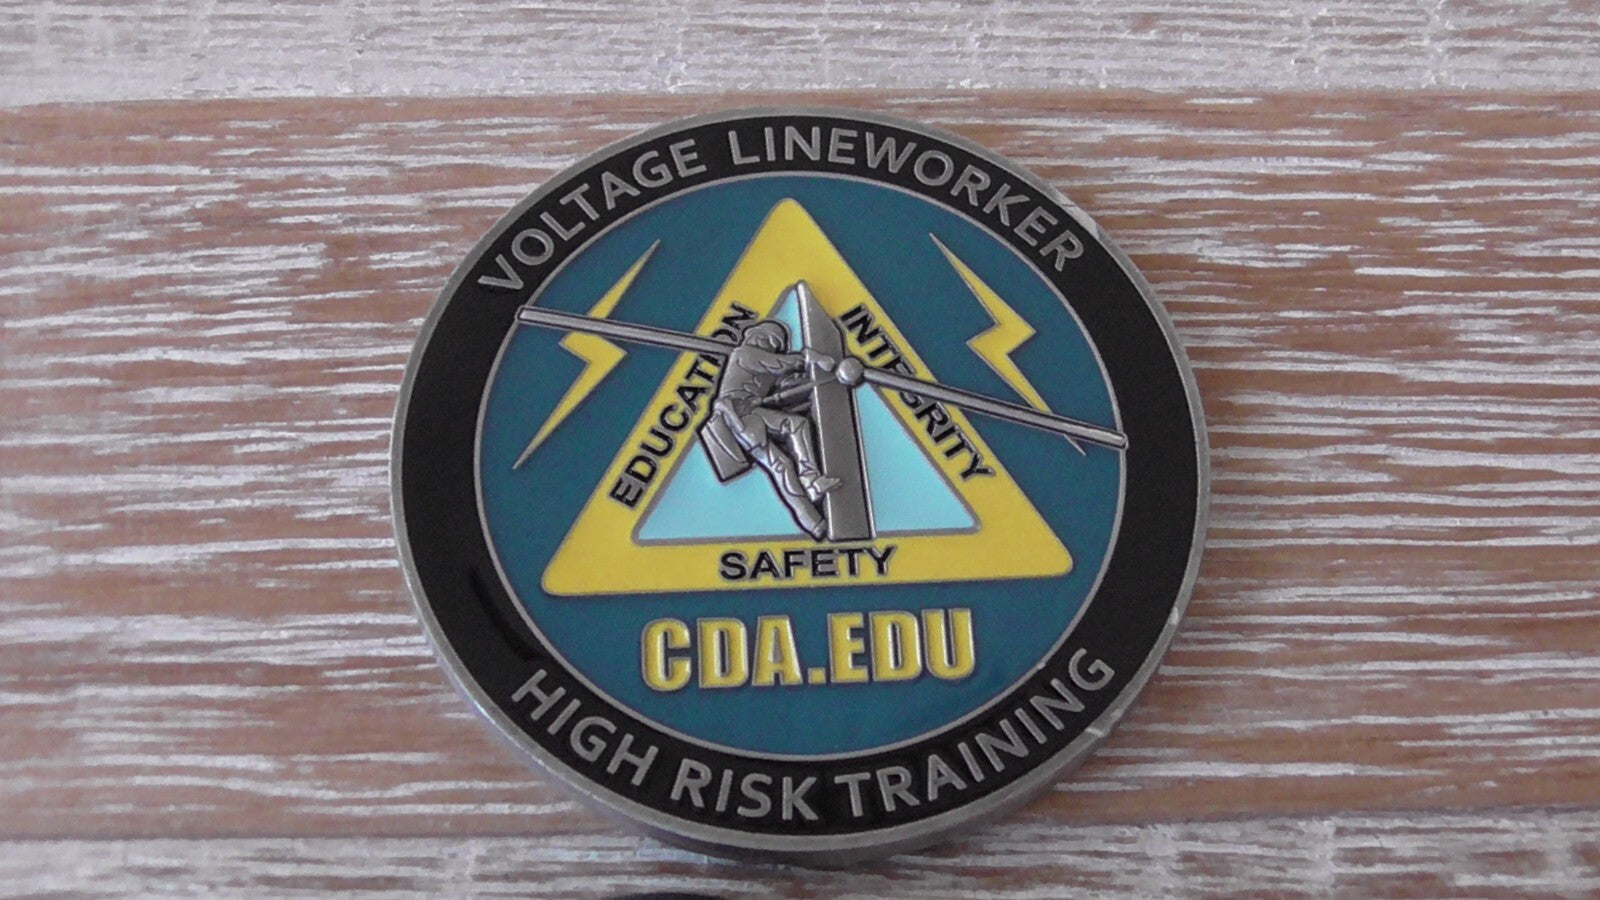 VOLTAGE LINEWORKER
EDUCATION
INTEGRITY
SAFETY
CDA.EDU
HIGH RISK TRAINING